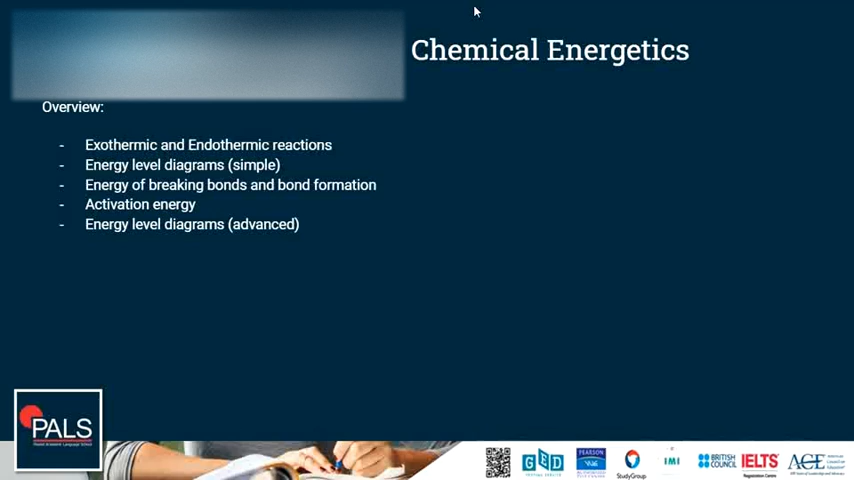 Chemical Energetics
Overview:
- Exothermic and Endothermic reactions
- Energy level diagrams (simple)
- Energy of breaking bonds and bond formation
- Activation energy
- Energy level diagrams (advanced)
PALS
GED
PEARSON
StudyGroup
IMI
BRITISH COUNCIL
IELTS
ACE